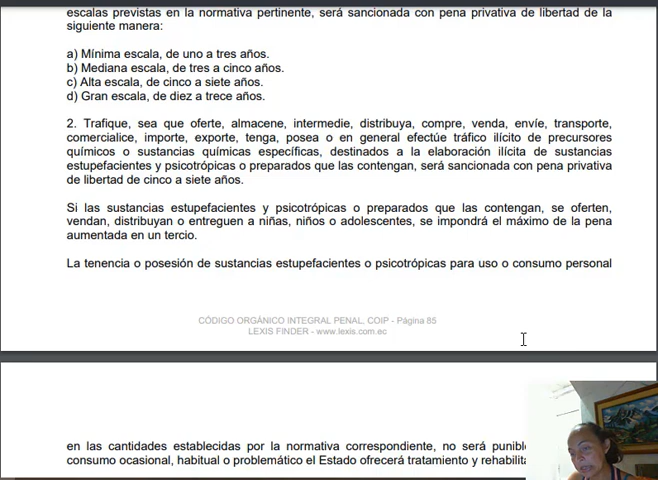 escalas previstas en la normativa pertinente, será sancionada con pena privativa de libertad de la
siguiente manera:
a) Mínima escala, de uno a tres años.
b) Mediana escala, de tres a cinco años.
c) Alta escala, de cinco a siete años.
d) Gran escala, de diez a trece años.
2. Trafique, sea que oferte, almacene, intermedie, distribuya, compre, venda, envíe, transporte,
comercialice, importe, exporte, tenga, posea o en general efectúe tráfico ilícito de precursores
químicos o sustancias químicas específicas, destinados a la elaboración ilícita de sustancias
estupefacientes y psicotrópicas o preparados que las contengan, será sancionada con pena privativa
de libertad de cinco a siete años.
Si las sustancias estupefacientes y psicotrópicas o preparados que las contengan, se oferten,
vendan, distribuyan o entreguen a niñas, niños o adolescentes, se impondrá el máximo de la pena
aumentada en un tercio.
La tenencia o posesión de sustancias estupefacientes o psicotrópicas para uso o consumo personal
CÓDIGO ORGÁNICO INTEGRAL PENAL, COIP - Página 85
LEXIS FINDER - www.lexis.com.ec
en las cantidades establecidas por la normativa correspondiente, no será punible
consumo ocasional, habitual o problemático el Estado ofrecerá tratamiento y rehabilita